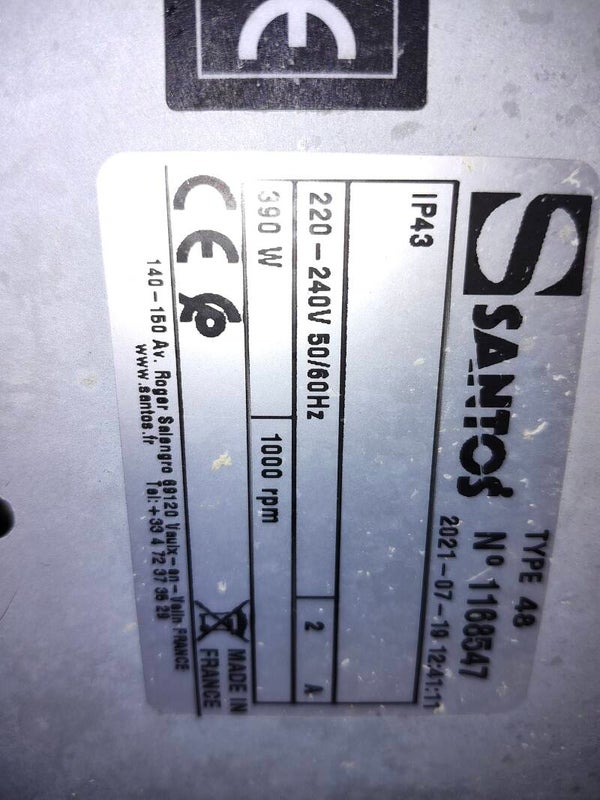 CE
SANTOS
TYPE 48
N° 1168547
2021-07-19 12:41:11
IP43
220-240V 50/60Hz 2 A
390 W 1000 rpm
CE
MADE IN
FRANCE
140-150 Av. Roger Salengro 69120 Vaulx-en-Velin FRANCE
www.santos.fr Tel: +33 4 72 37 35 29